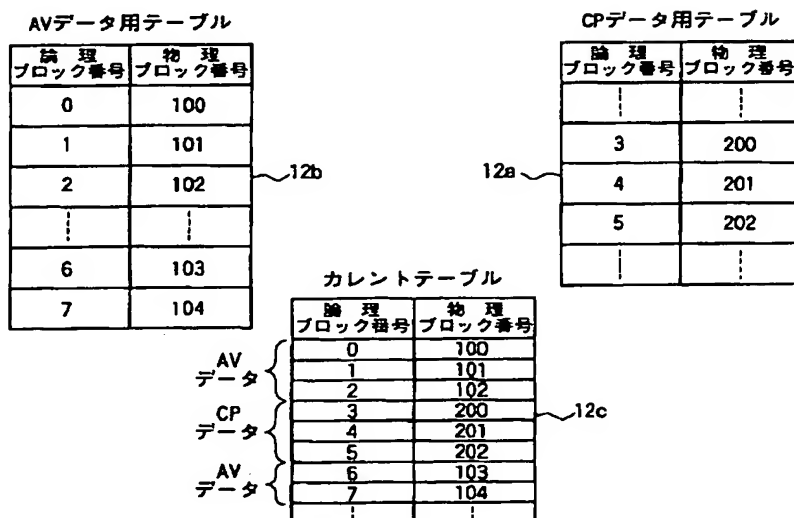 AVデータ用テーブル
論理 物理
ブロック番号 ブロック番号
0 100
1 101
2 102
6 103
7 104
12b
CPデータ用テーブル
論理 物理
ブロック番号 ブロック番号
3 200
4 201
5 202
12a
カレントテーブル
論理 物理
ブロック番号 ブロック番号
0 100
1 101
2 102
3 200
4 201
5 202
6 103
7 104
AV
データ
CP
データ
AV
データ
12c